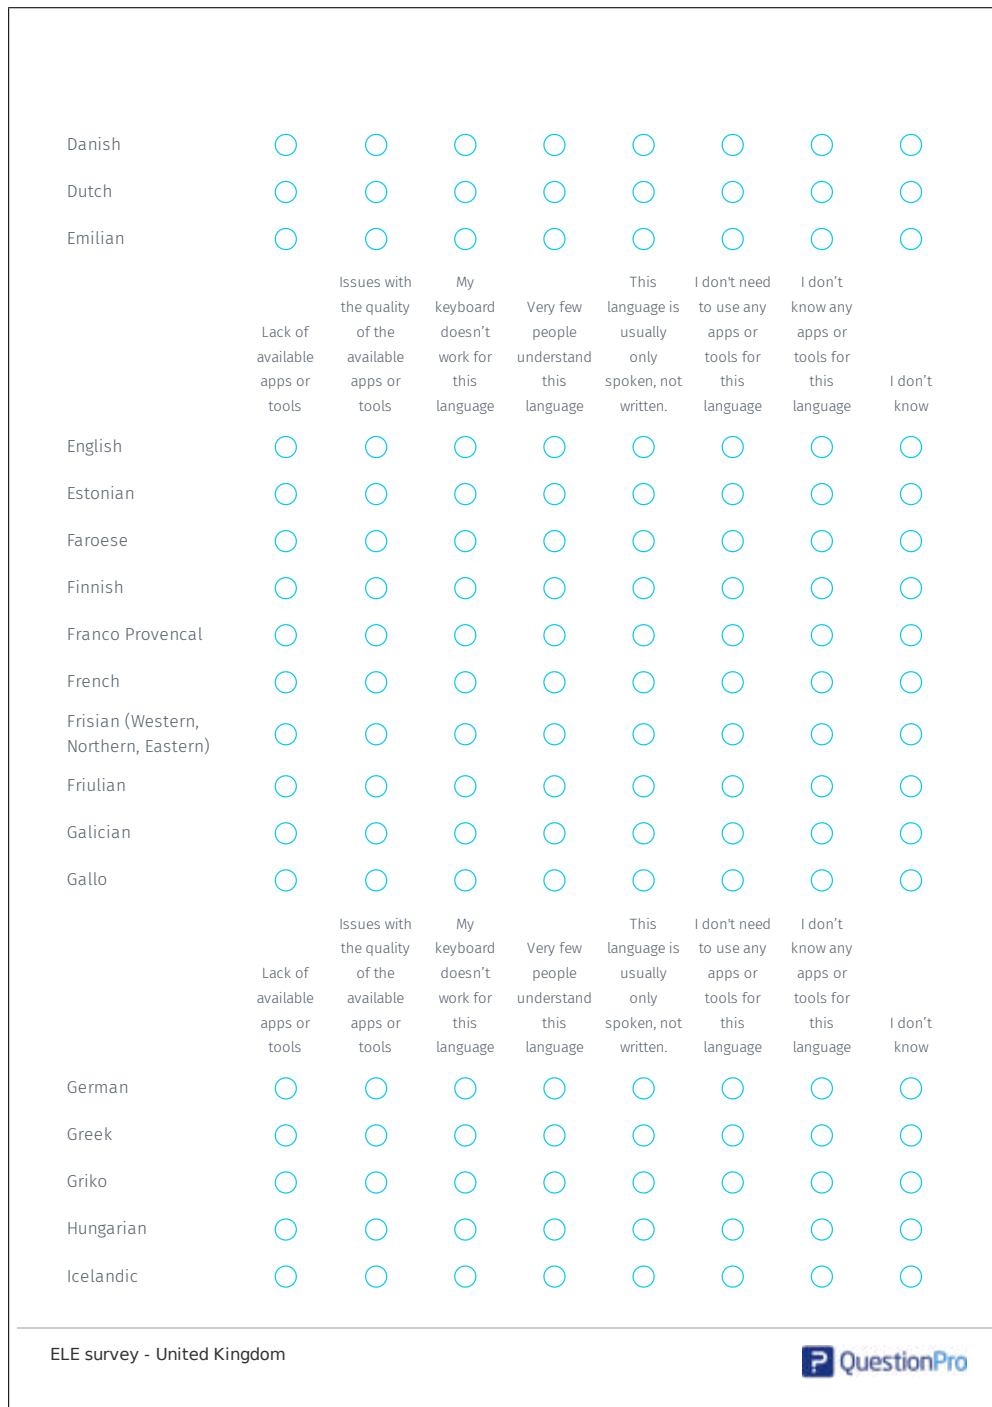 Danish
Dutch
Emilian
Lack of available apps or tools
Issues with the quality of the available apps or tools
My keyboard doesn’t work for this language
Very few people understand this language
This language is usually only spoken, not written.
I don't need to use any apps or tools for this language
I don’t know any apps or tools for this language
I don’t know
English
Estonian
Faroese
Finnish
Franco Provencal
French
Frisian (Western,
Northern, Eastern)
Friulian
Galician
Gallo
Lack of available apps or tools
Issues with the quality of the available apps or tools
My keyboard doesn’t work for this language
Very few people understand this language
This language is usually only spoken, not written.
I don't need to use any apps or tools for this language
I don’t know any apps or tools for this language
I don’t know
German
Greek
Griko
Hungarian
Icelandic
ELE survey - United Kingdom
QuestionPro